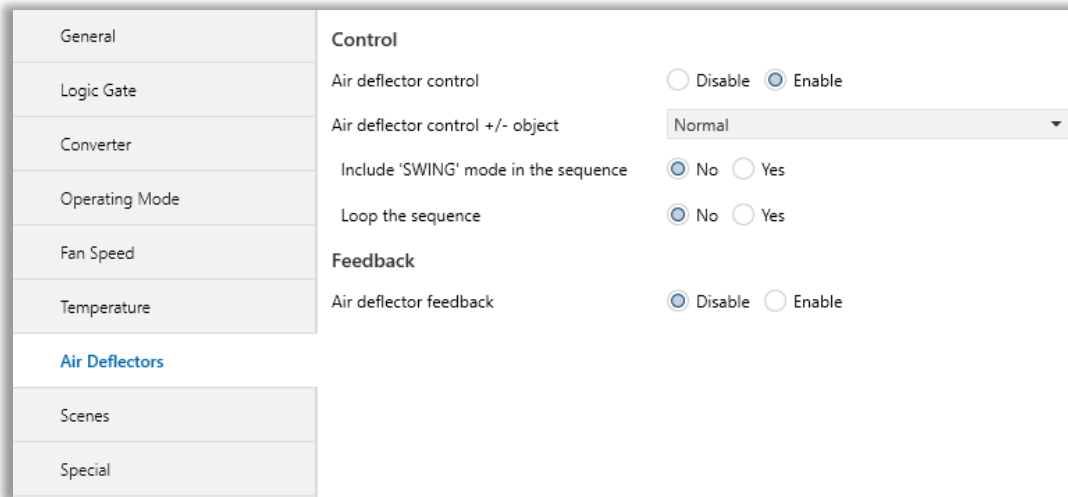 General
Logic Gate
Converter
Operating Mode
Fan Speed
Temperature
Air Deflectors
Scenes
Special
Control
Air deflector control Disable Enable
Air deflector control +/- object Normal
Include 'SWING' mode in the sequence No Yes
Loop the sequence No Yes
Feedback
Air deflector feedback Disable Enable